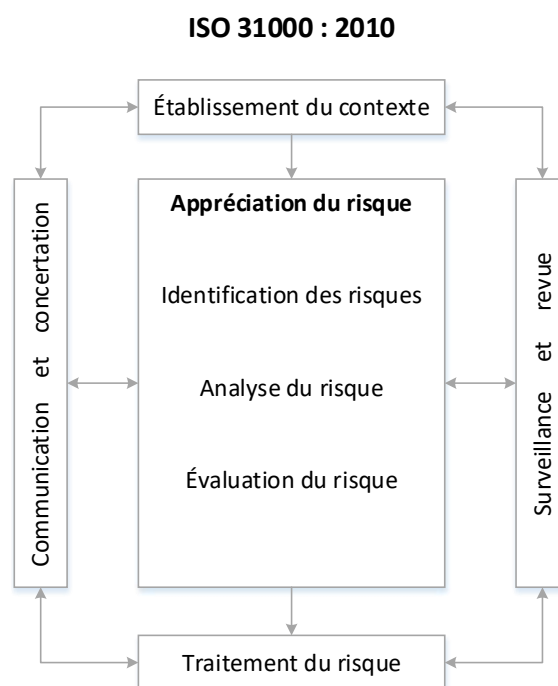 ISO 31000 : 2010
Établissement du contexte
Communication et concertation
Appréciation du risque
Identification des risques
Analyse du risque
Évaluation du risque
Surveillance et revue
Traitement du risque